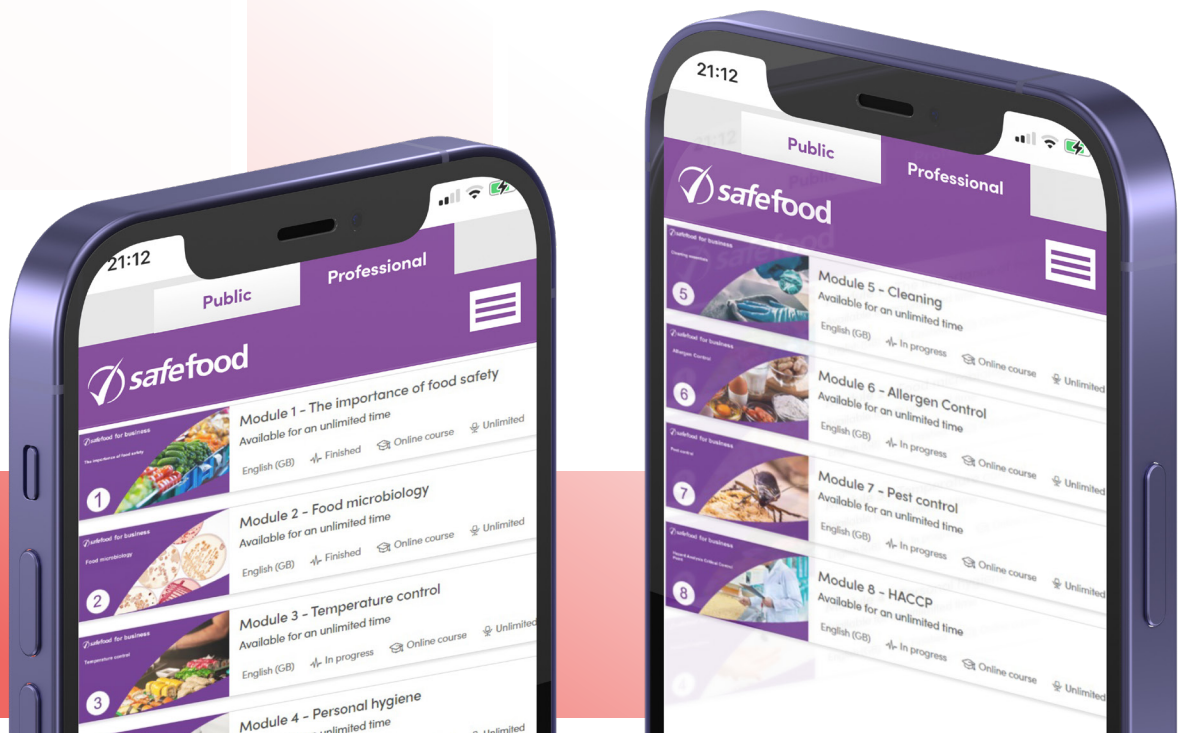 21:12
Public
Professional
safefood
safefood for business
The importance of food safety
1
Module 1 - The importance of food safety
Available for an unlimited time
English (GB)
Finished
Online course
Unlimited
safefood for business
Food microbiology
2
Module 2 - Food microbiology
Available for an unlimited time
English (GB)
Finished
Online course
Unlimited
safefood for business
Temperature control
3
Module 3 - Temperature control
Available for an unlimited time
English (GB)
In progress
Online course
Unlimited
Module 4 - Personal hygiene
unlimited time
Unlimited
21:12
Public
Professional
safefood
safefood for business
Cleaning essentials
5
Module 5 - Cleaning
Available for an unlimited time
English (GB)
In progress
Online course
Unlimited
safefood for business
Allergen Control
6
Module 6 - Allergen Control
Available for an unlimited time
English (GB)
In progress
Online course
Unlimited
safefood for business
Pest control
7
Module 7 - Pest control
Available for an unlimited time
English (GB)
In progress
Online course
Unlimited
safefood for business
Hazard Analysis Critical Control
Point
8
Module 8 - HACCP
Available for an unlimited time
English (GB)
In progress
Online course
Unlimited